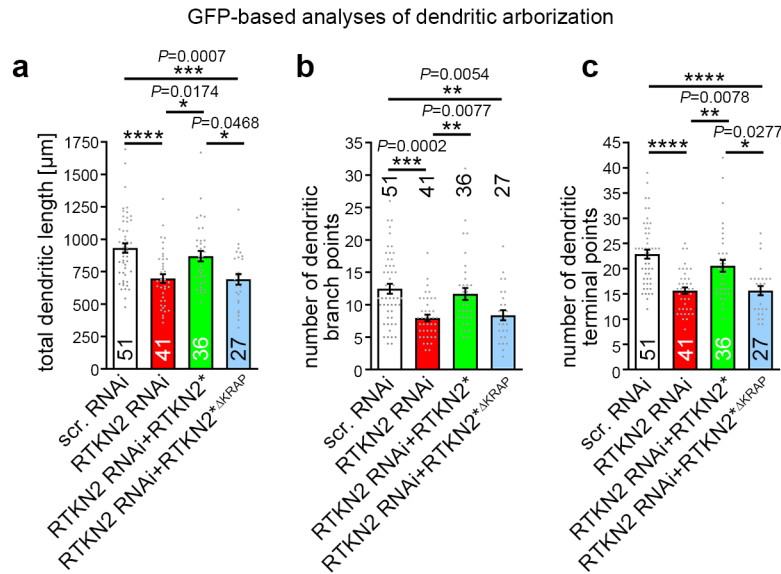 GFP-based analyses of dendritic arborization
a
P=0.0007
***
P=0.0174
*
P=0.0468
****
*
total dendritic length [µm]
1750
1500
1250
1000
750
500
250
0
51
41
36
27
scr. RNAi
RTKN2 RNAi
RTKN2 RNAi+RTKN2*
RTKN2 RNAi+RTKN2*ΔKRAP
b
P=0.0054
**
P=0.0077
**
P=0.0002
***
number of dendritic
branch points
35
30
25
20
15
10
5
0
51
41
36
27
scr. RNAi
RTKN2 RNAi
RTKN2 RNAi+RTKN2*
RTKN2 RNAi+RTKN2*ΔKRAP
c
****
P=0.0078
**
P=0.0277
****
*
number of dendritic
terminal points
45
40
35
30
25
20
15
10
5
0
51
41
36
27
scr. RNAi
RTKN2 RNAi
RTKN2 RNAi+RTKN2*
RTKN2 RNAi+RTKN2*ΔKRAP